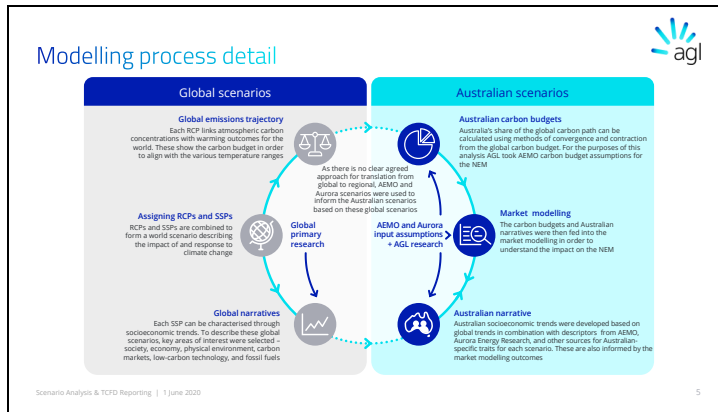 agl
Modelling process detail
Global scenarios
Australian scenarios
Global emissions trajectory
Each RCP links atmospheric carbon
concentrations with warming outcomes for the
world. These show the carbon budget in order
to align with the various temperature ranges
Australian carbon budgets
Australia's share of the global carbon path can be
calculated using methods of convergence and contraction
from the global carbon budget. For the purposes of this
analysis AGL took AEMO carbon budget assumptions for
the NEM
As there is no clear agreed
approach for translation from
global to regional, AEMO and
Aurora scenarios were used to
inform the Australian scenarios
based on these global scenarios
Assigning RCPs and SSPs
RCPs and SSPs are combined to
form a world scenario describing
the impact of and response to
climate change
Global
primary
research
AEMO and Aurora
input assumptions
+ AGL research
Market modelling
The carbon budgets and Australian
narratives were then fed into the
market modelling in order to
understand the impact on the NEM
Global narratives
Each SSP can be characterised through
socioeconomic trends. To describe these global
scenarios, key areas of interest were selected –
society, economy, physical environment, carbon
markets, low-carbon technology, and fossil fuels
Australian narrative
Australian socioeconomic trends were developed based on
global trends in combination with descriptors from AEMO,
Aurora Energy Research, and other sources for Australian-
specific traits for each scenario. These are also informed by the
market modelling outcomes
Scenario Analysis & TCFD Reporting | 1 June 2020
5